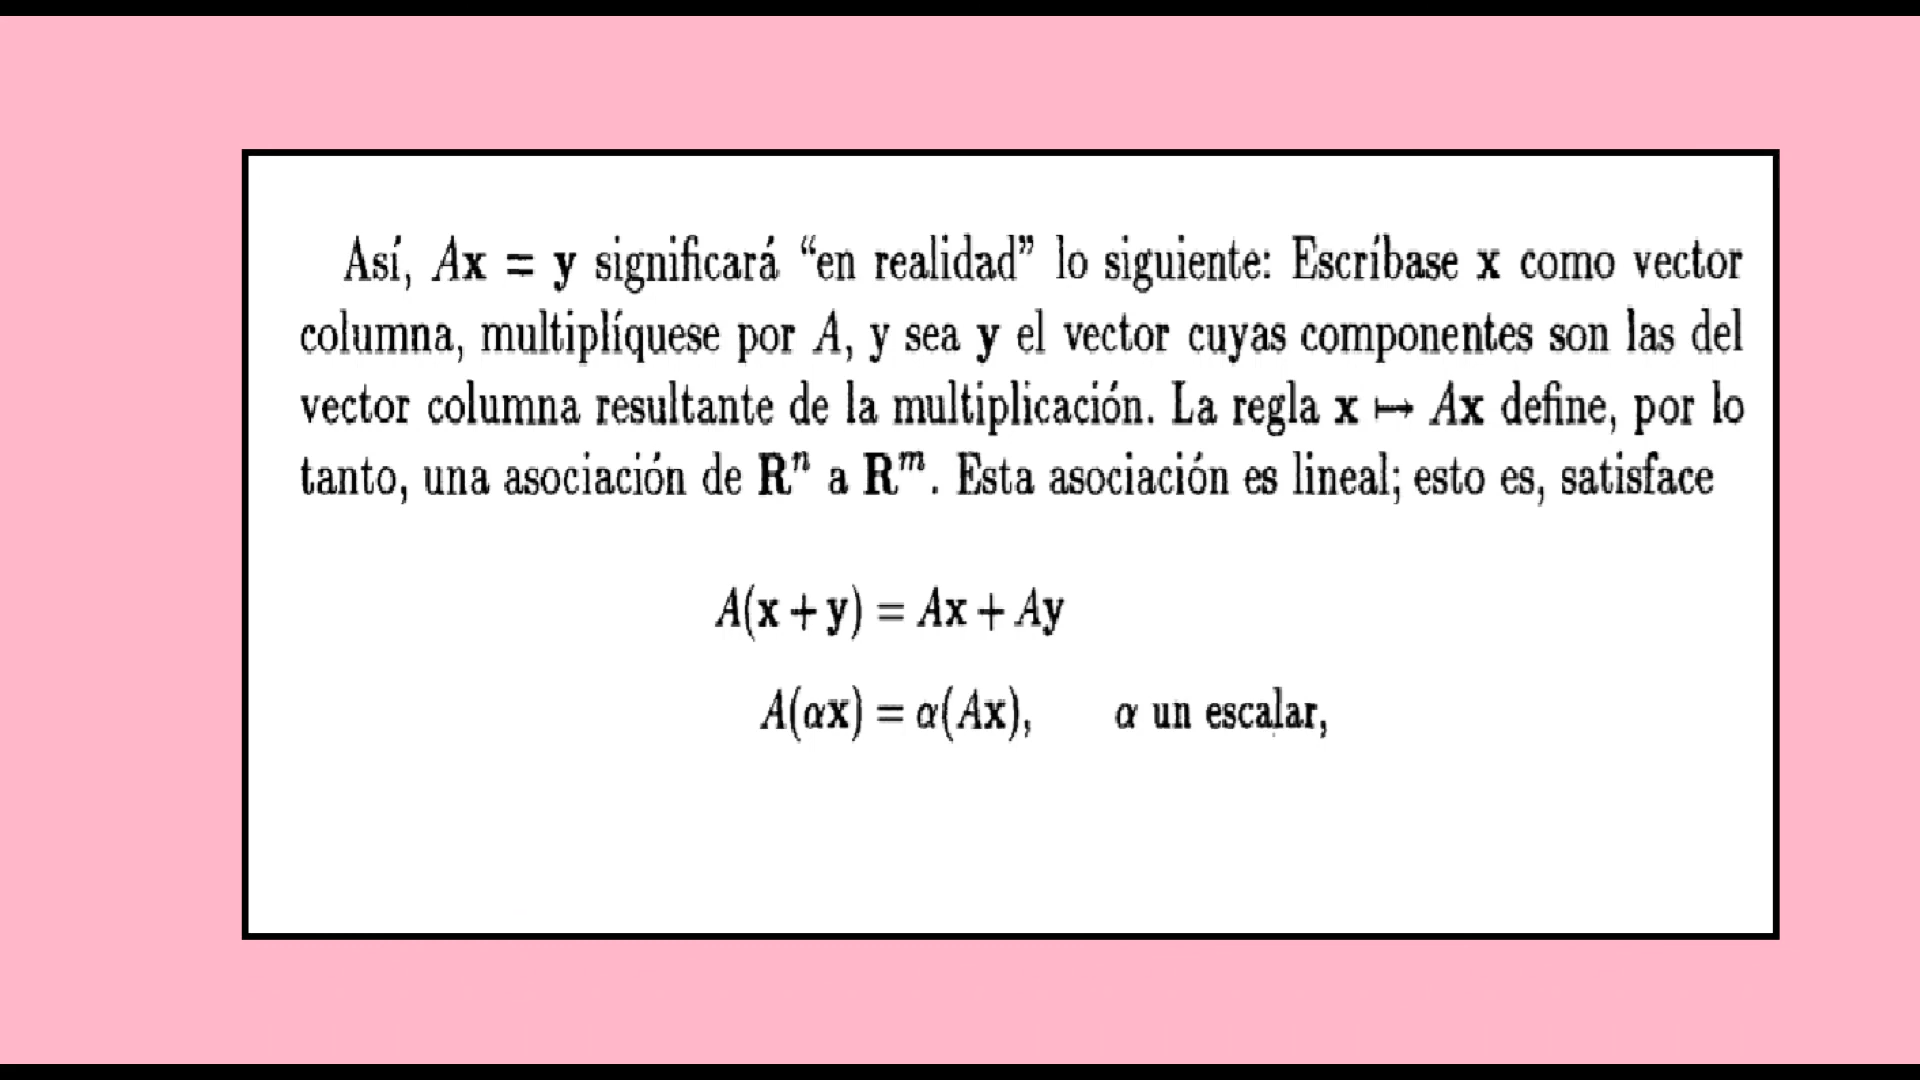 Así, Ax = y significará “en realidad” lo siguiente: Escríbase x como vector
columna, multiplíquese por A, y sea y el vector cuyas componentes son las del
vector columna resultante de la multiplicación. La regla x ↦ Ax define, por lo
tanto, una asociación de Rⁿ a Rᵐ. Esta asociación es lineal; esto es, satisface
A(x + y) = Ax + Ay
A(αx) = α(Ax), α un escalar,